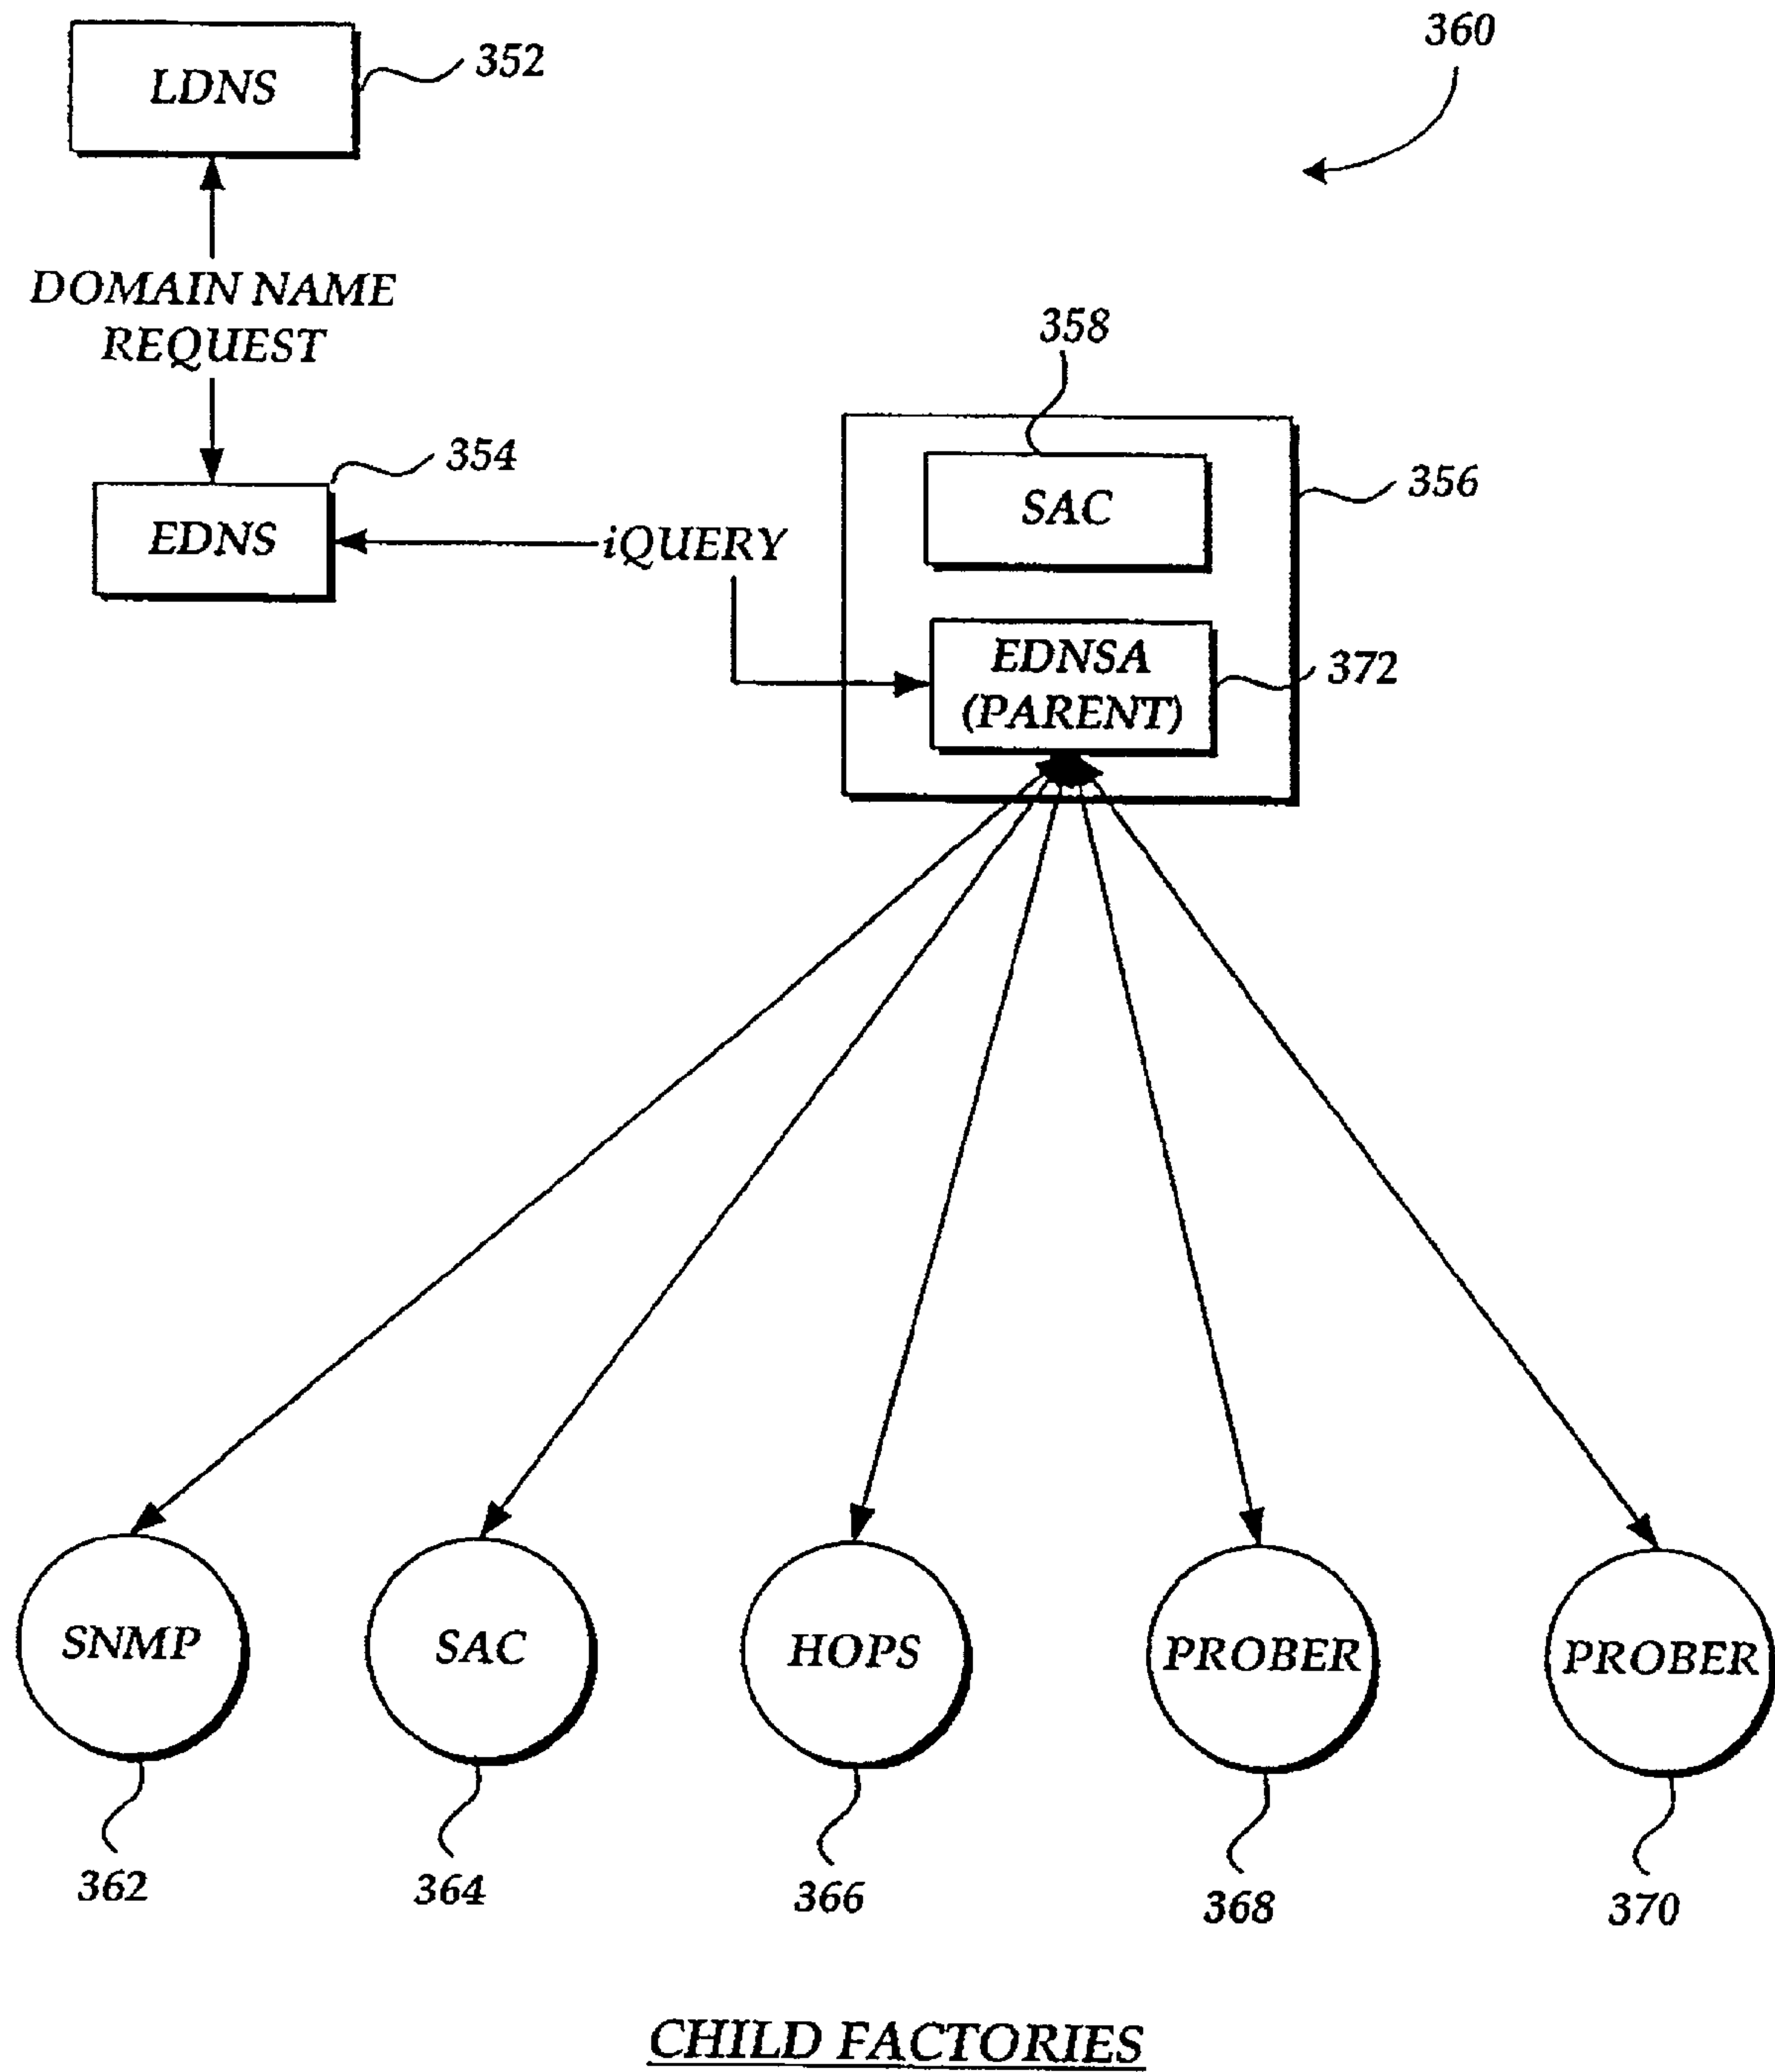 360
LDNS
352
DOMAIN NAME
REQUEST
358
354
356
SAC
EDNS
iQUERY
EDNSA
(PARENT)
372
SNMP
SAC
HOPS
PROBER
PROBER
362
364
366
368
370
CHILD FACTORIES